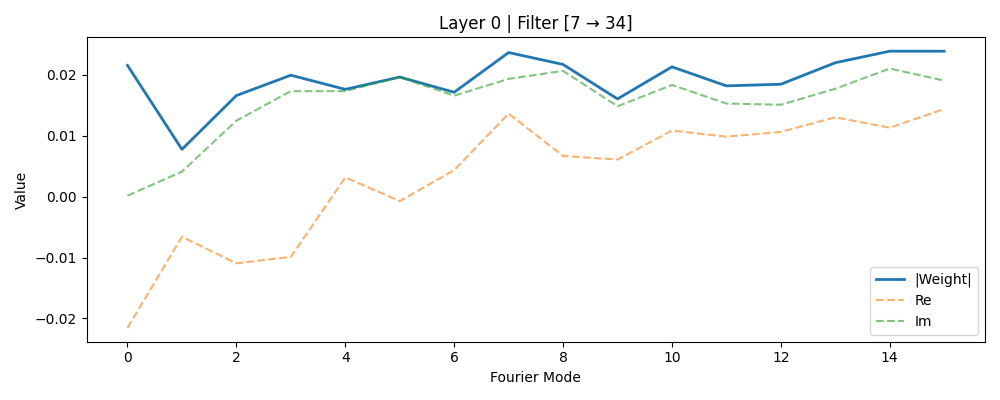 Layer 0 | Filter [7 → 34]
Value
0.02
0.01
0.00
−0.01
−0.02
0 2 4 6 8 10 12 14
Fourier Mode
|Weight|
Re
Im